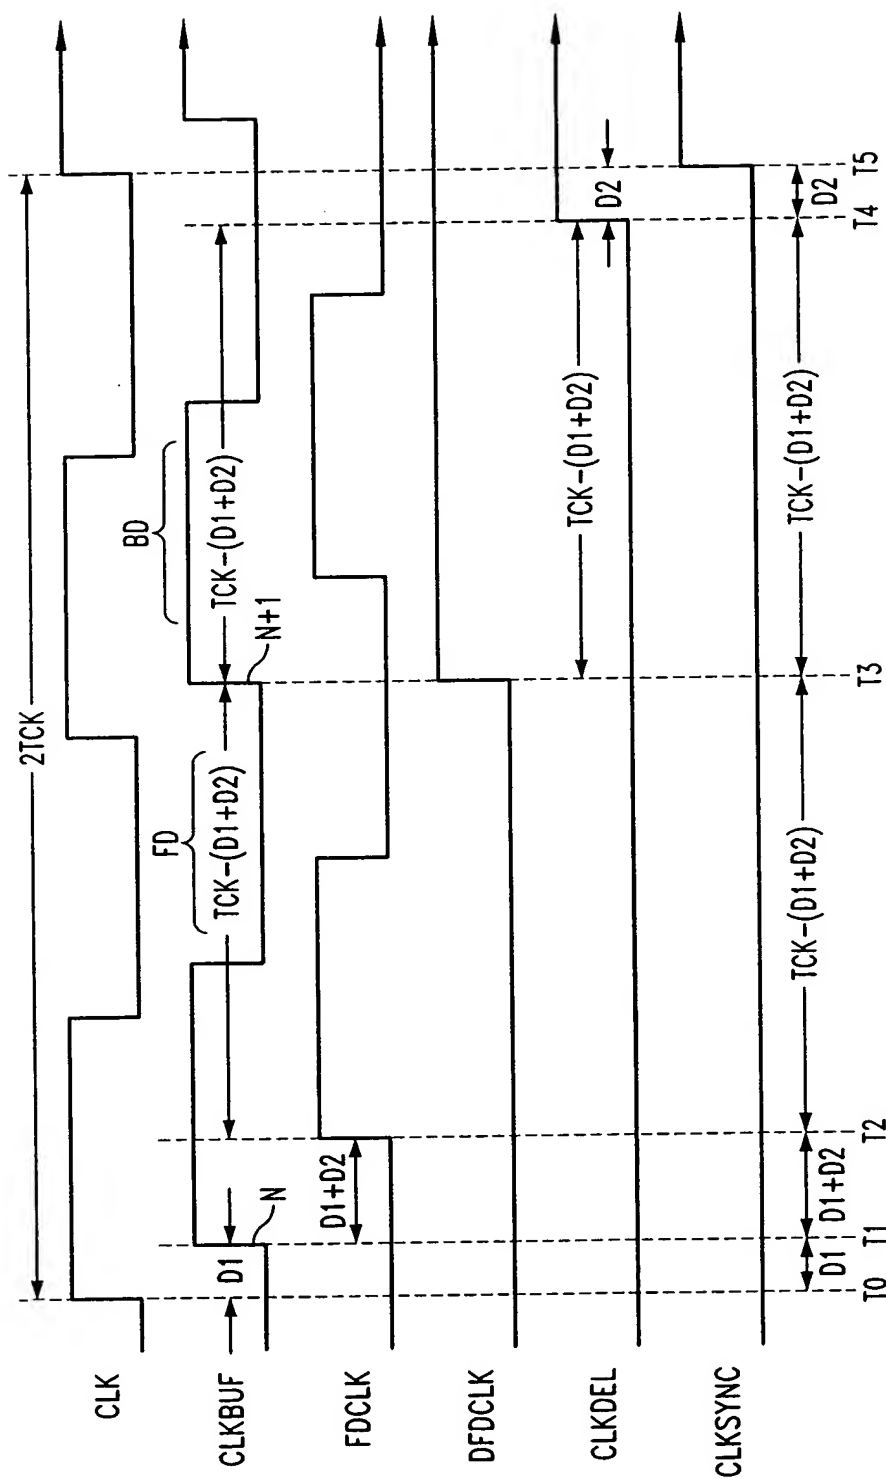 2TCK
CLK
FD
BD
CLKBUF
D1
TCK-(D1+D2)
TCK-(D1+D2)
N
N+1
FDCLK
D1+D2
DFDCLK
CLKDEL
TCK-(D1+D2)
D2
CLKSYNC
D1
D1+D2
TCK-(D1+D2)
TCK-(D1+D2)
D2
T0
T1
T2
T3
T4
T5